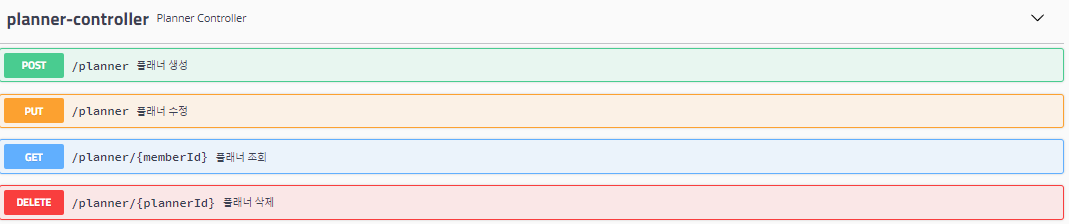 planner-controller Planner Controller
POST /planner 플래너 생성
PUT /planner 플래너 수정
GET /planner/{memberId} 플래너 조회
DELETE /planner/{plannerId} 플래너 삭제